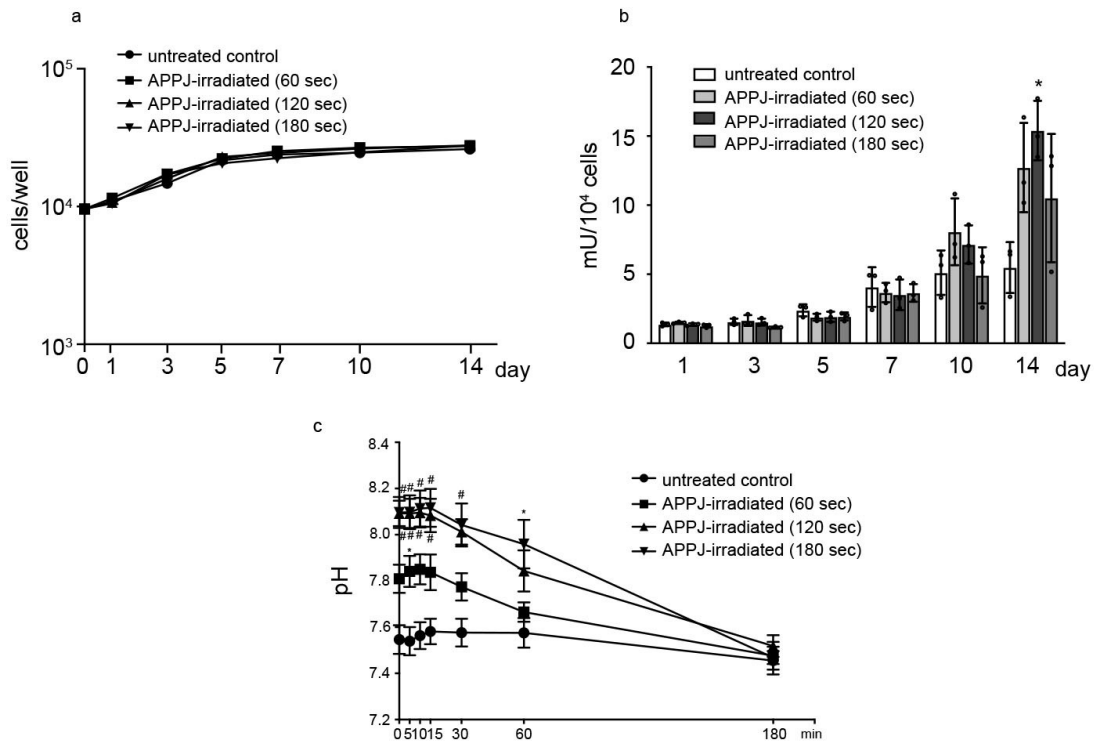 a
untreated control
APPJ-irradiated (60 sec)
APPJ-irradiated (120 sec)
APPJ-irradiated (180 sec)
10⁵
10⁴
10³
cells/well
0 1 3 5 7 10 14 day
b
untreated control
APPJ-irradiated (60 sec)
APPJ-irradiated (120 sec)
APPJ-irradiated (180 sec)
*
20
15
10
5
0
mU/10⁴ cells
1 3 5 7 10 14 day
c
untreated control
APPJ-irradiated (60 sec)
APPJ-irradiated (120 sec)
APPJ-irradiated (180 sec)
8.4
8.2
8.0
7.8
7.6
7.4
7.2
pH
# # # # # *
# # # #
*
0 5 10 15 30 60 180 min